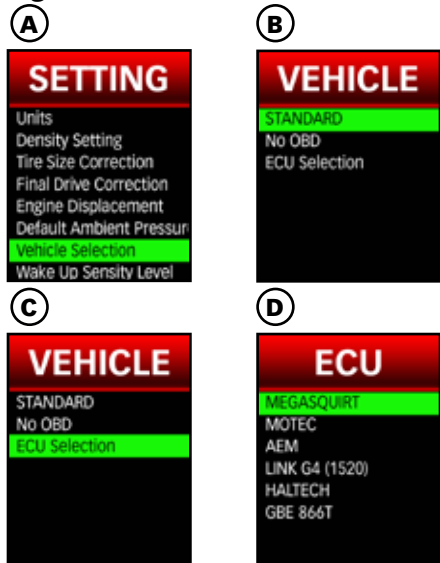 A
SETTING
Units
Density Setting
Tire Size Correction
Final Drive Correction
Engine Displacement
Default Ambient Pressur
Vehicle Selection
Wake Up Sensity Level
B
VEHICLE
STANDARD
No OBD
ECU Selection
C
VEHICLE
STANDARD
No OBD
ECU Selection
D
ECU
MEGASQUIRT
MOTEC
AEM
LINK G4 (1520)
HALTECH
GBE 866T